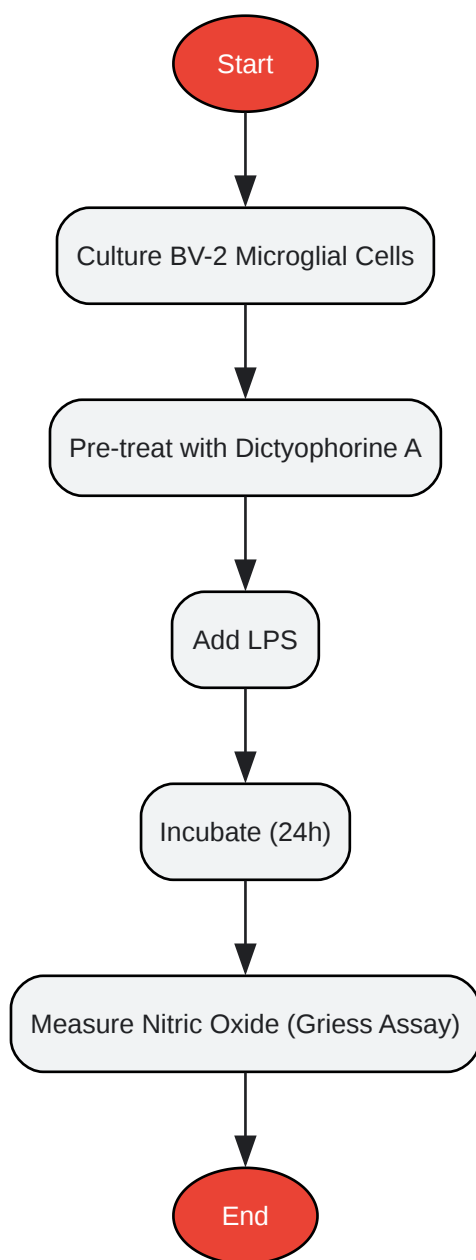 Start
Culture BV-2 Microglial Cells
Pre-treat with Dictyophorine A
Add LPS
Incubate (24h)
Measure Nitric Oxide (Griess Assay)
End